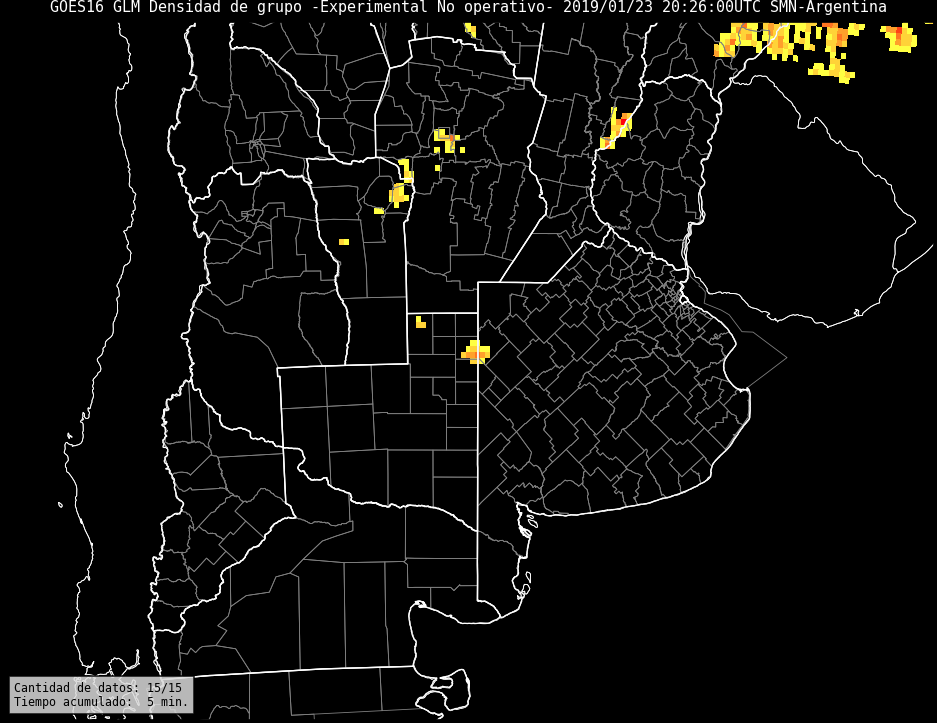 GOES16 GLM Densidad de grupo -Experimental No operativo- 2019/01/23 20:26:00UTC SMN-Argentina
Cantidad de datos: 15/15
Tiempo acumulado:  5 min.